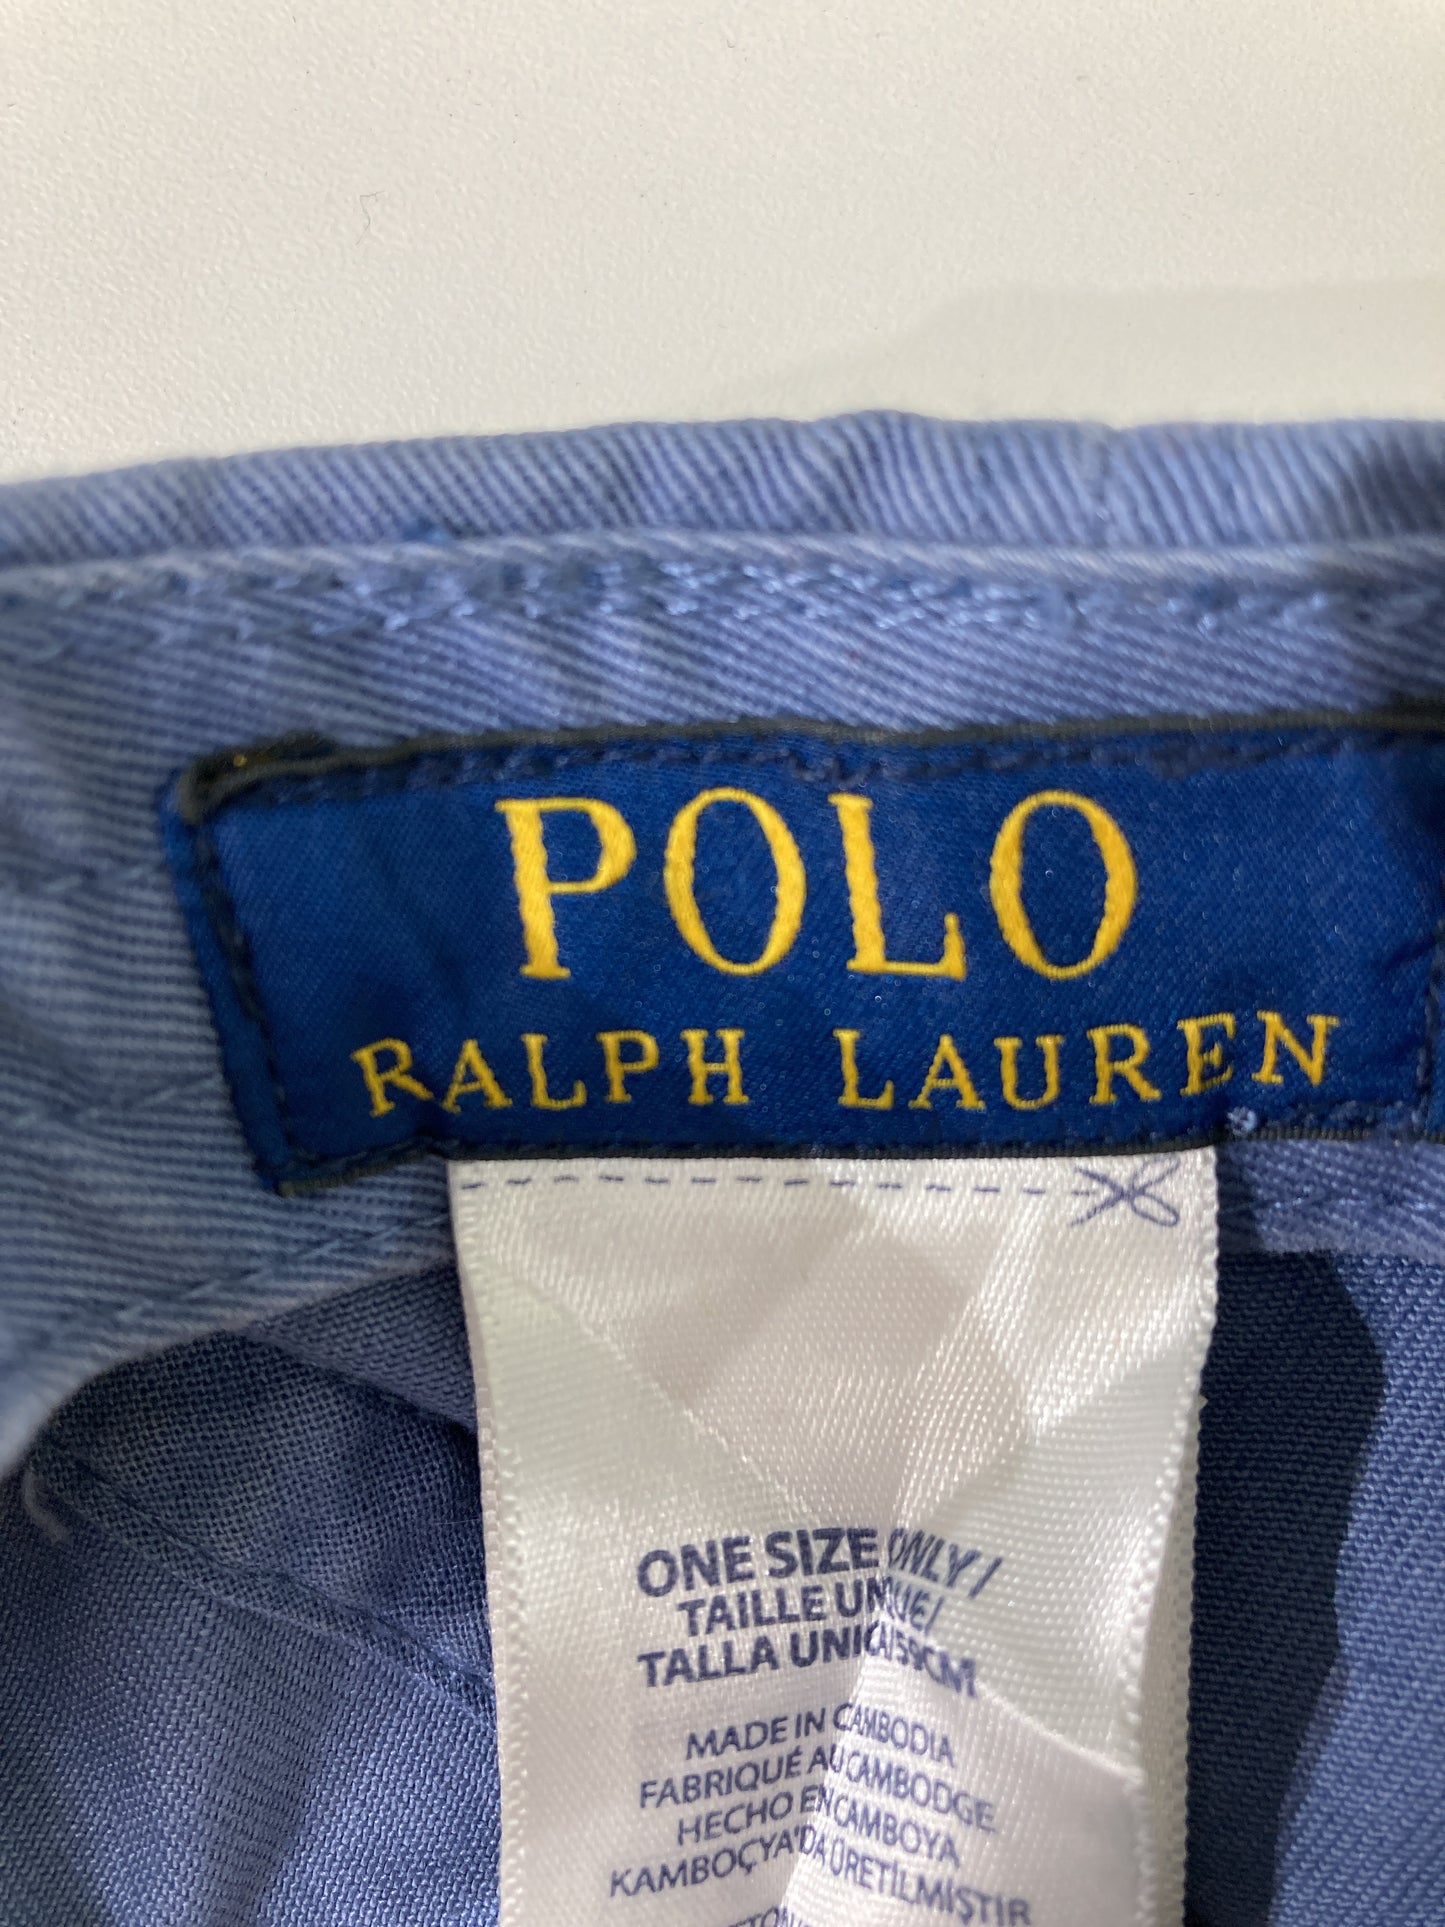 POLO
RALPH LAUREN
ONE SIZE ONLY/
TAILLE UNIQUE/
TALLA UNICA/59CM
MADE IN CAMBODIA
FABRIQUÉ AU CAMBODGE
HECHO EN CAMBOYA
KAMBOÇYA'DA ÜRETİLMİŞTİR